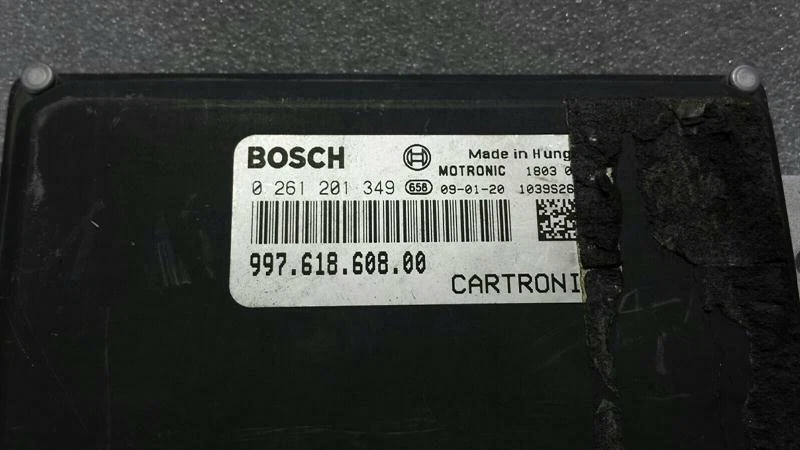 BOSCH Made in Hung
MOTRONIC 1803 0
0 261 201 349 658 09-01-20 1039S26
997.618.608.00
CARTRONI